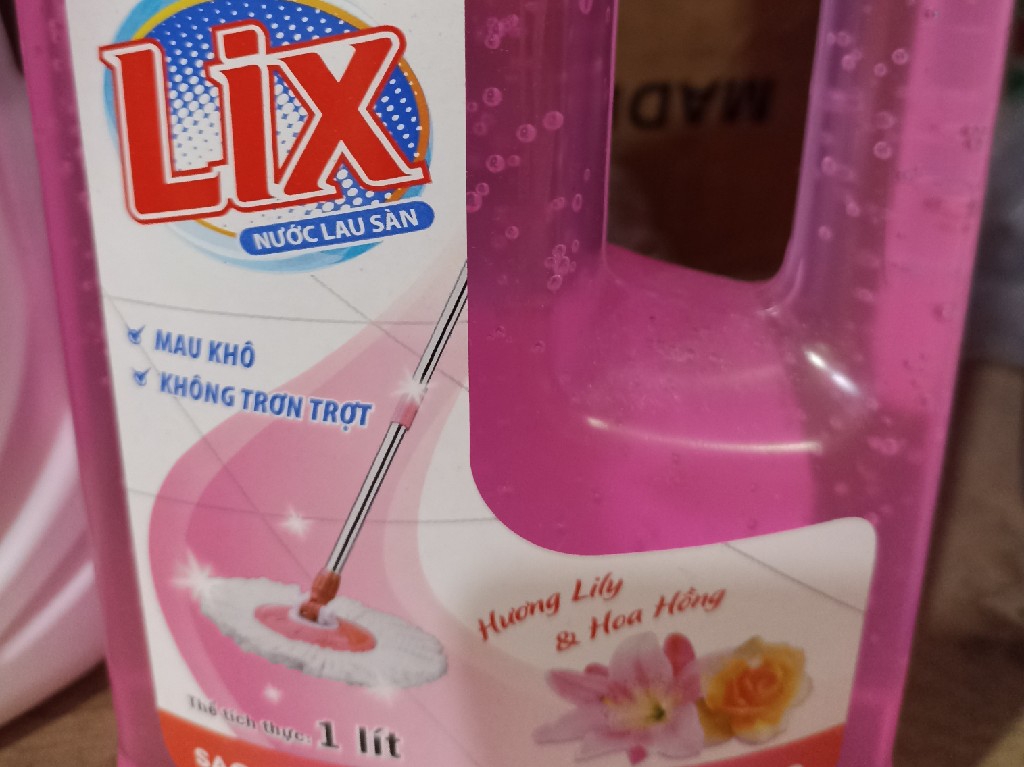 Lix
NƯỚC LAU SÀN
MAU KHÔ
KHÔNG TRƠN TRỢT
Hương Lily
& Hoa Hồng
Thể tích thực: 1 lít